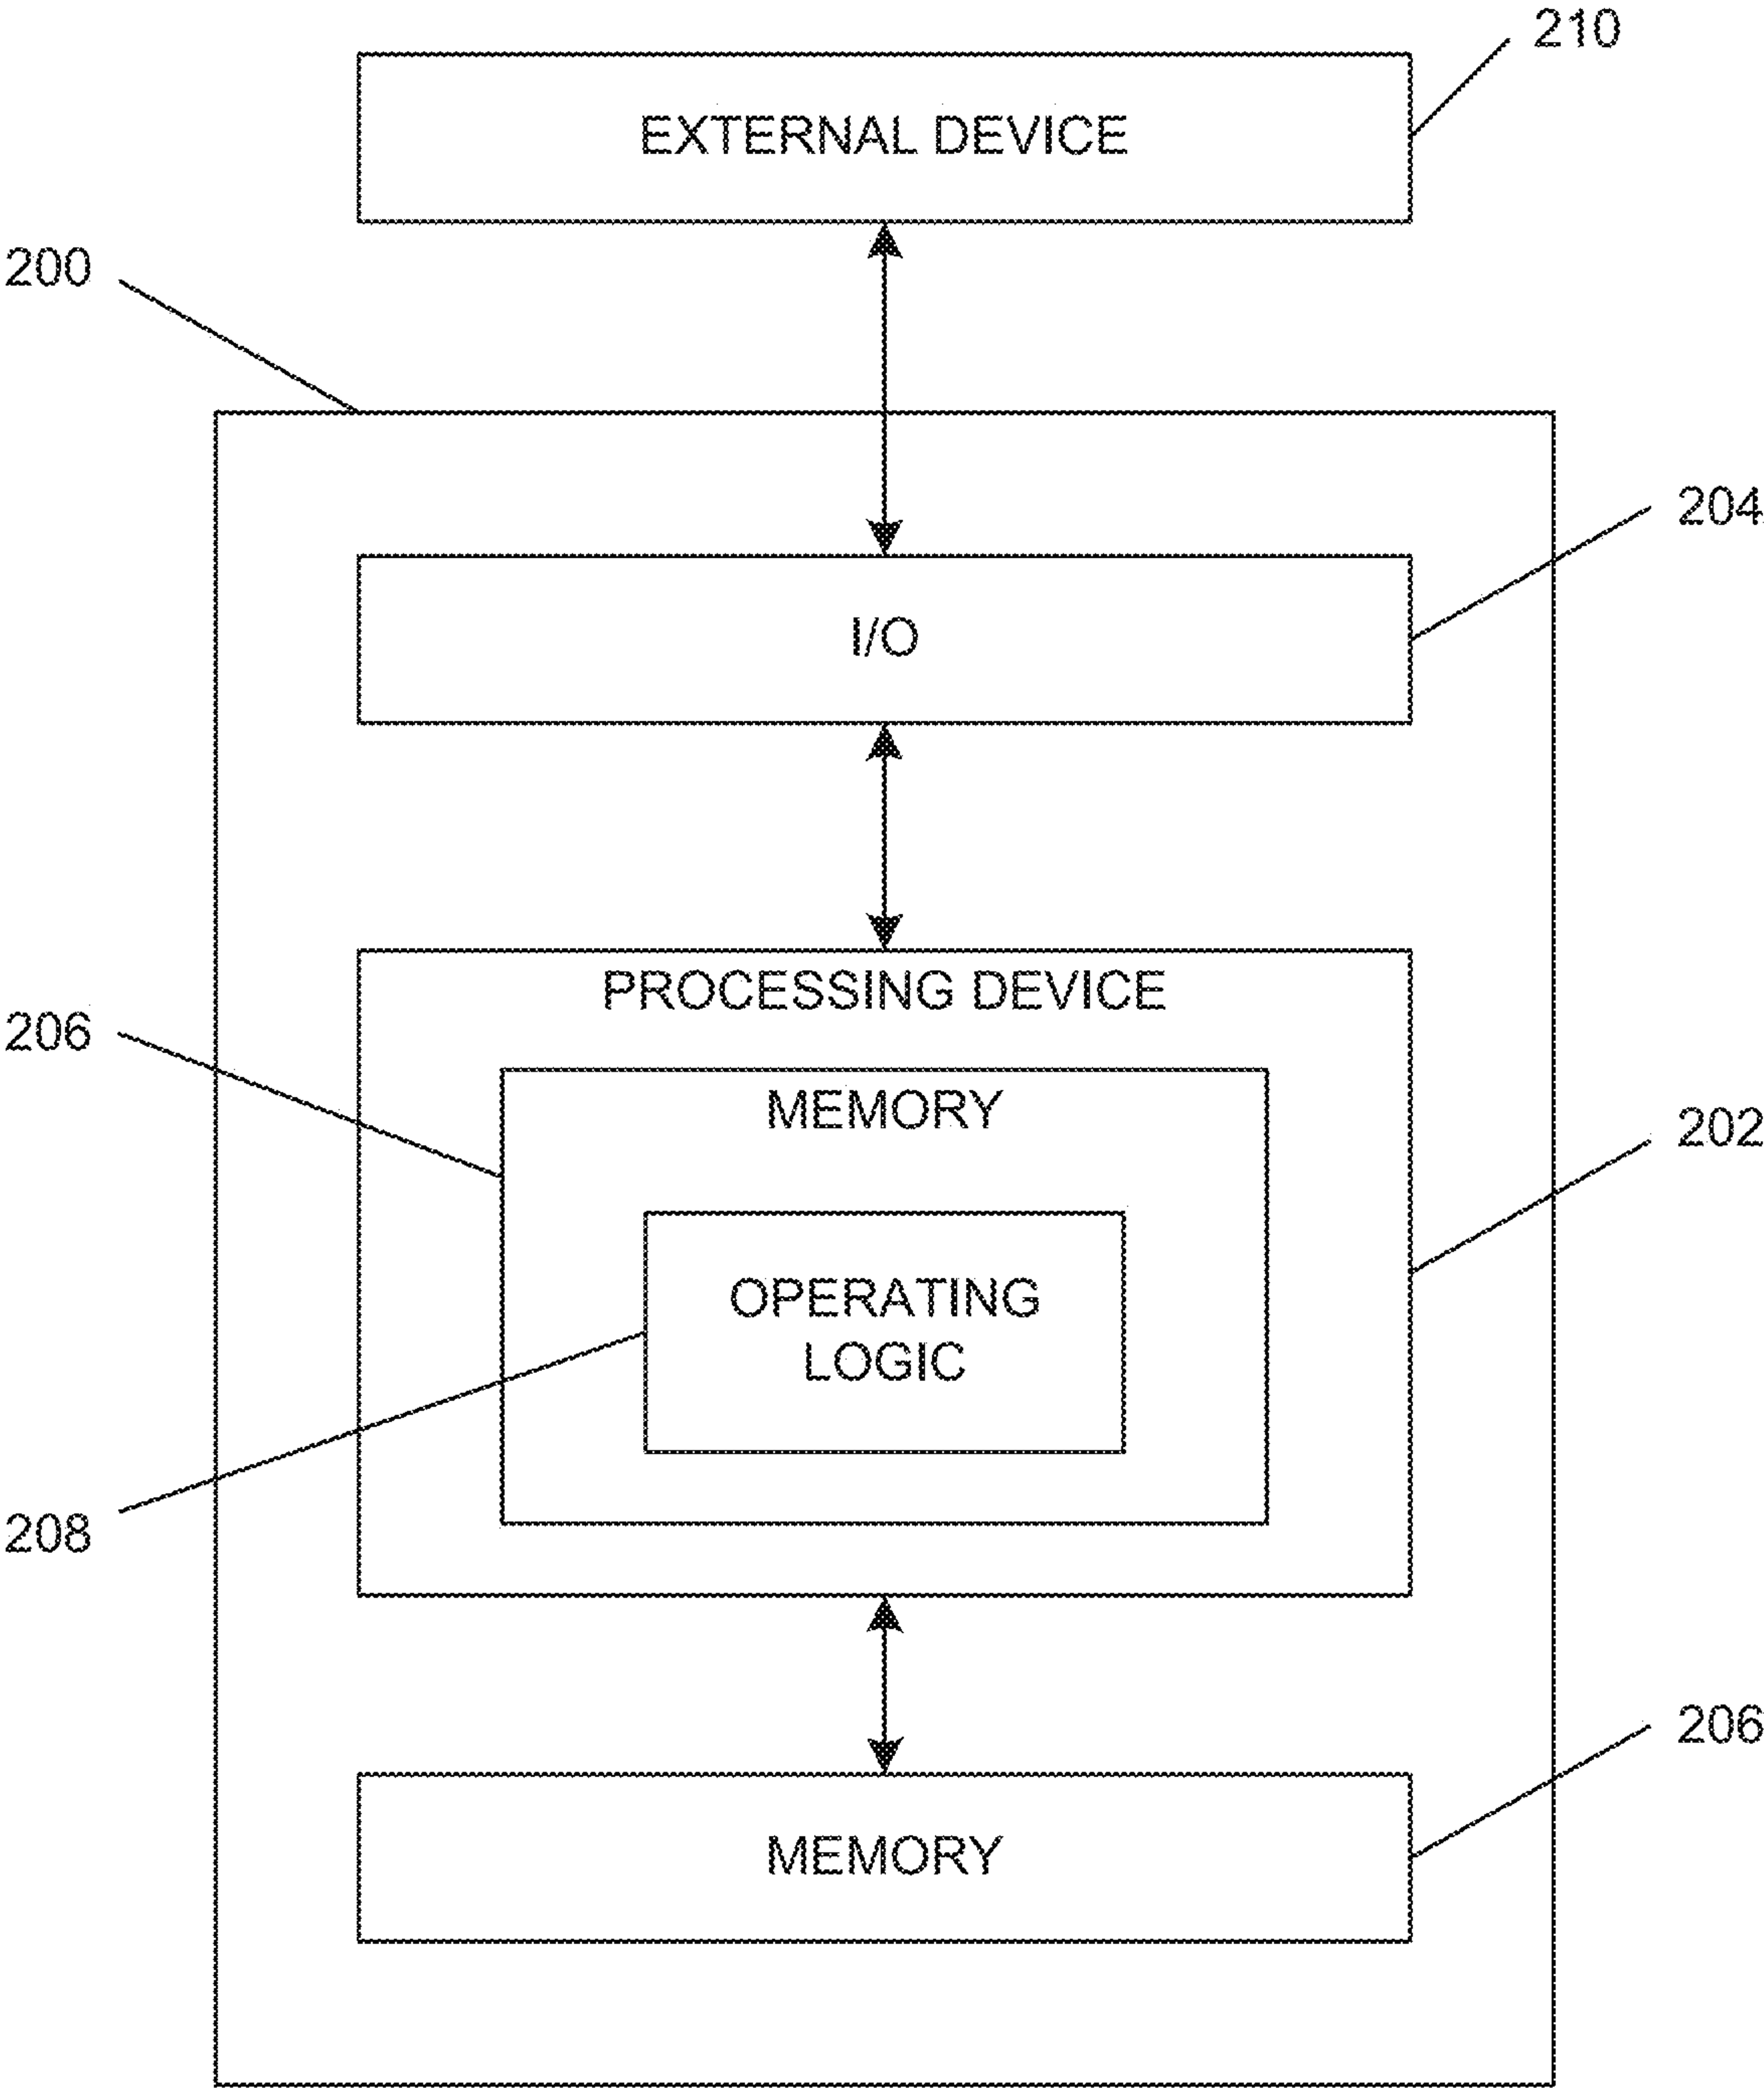 210
EXTERNAL DEVICE
200
204
I/O
PROCESSING DEVICE
206
MEMORY
202
OPERATING
LOGIC
208
206
MEMORY